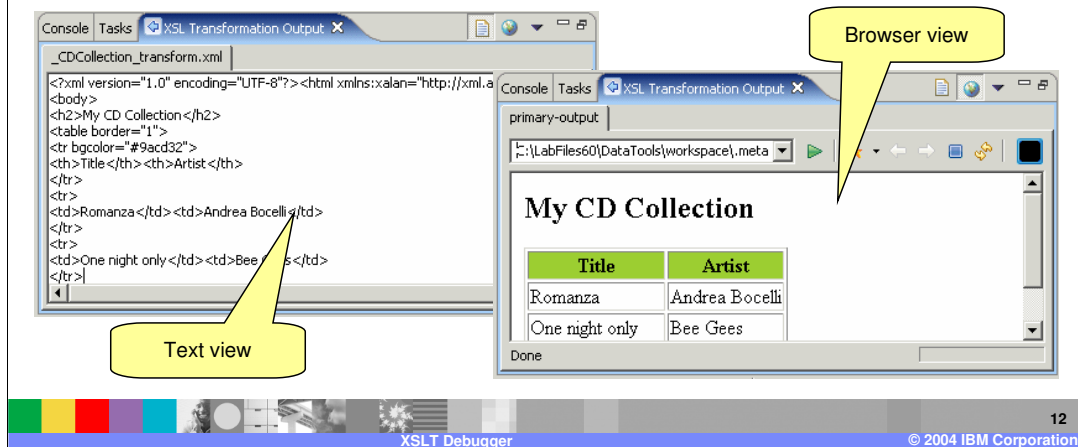 Console Tasks XSL Transformation Output
_CDCollection_transform.xml
<?xml version="1.0" encoding="UTF-8"?><html xmlns:xalan="http://xml.a
<body>
<h2>My CD Collection</h2>
<table border="1">
<tr bgcolor="#9acd32">
<th>Title</th><th>Artist</th>
</tr>
<tr>
<td>Romanza</td><td>Andrea Bocelli</td>
</tr>
<tr>
<td>One night only</td><td>Bee s</td>
</tr>
Text view
Browser view
Console Tasks XSL Transformation Output
primary-output
:\LabFiles60\DataTools\workspace\.meta
My CD Collection
Title Artist
Romanza Andrea Bocelli
One night only Bee Gees
Done
12
XSLT Debugger
© 2004 IBM Corporation